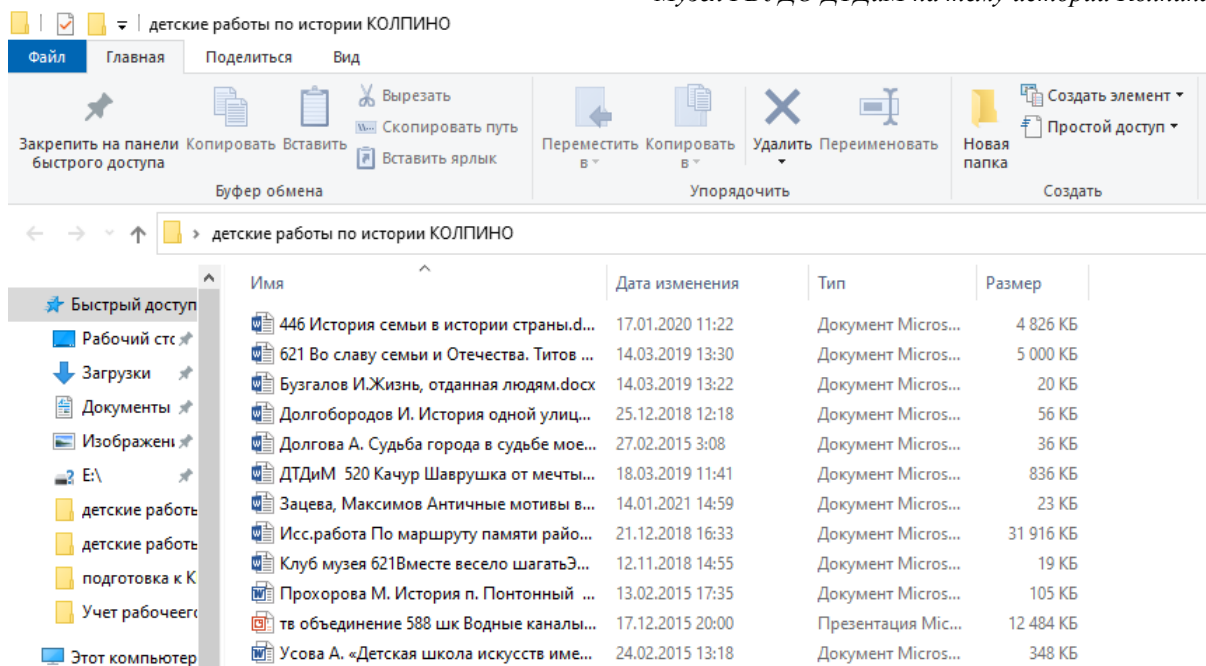 Музея ГБУДО ДТДиМ на тему истории Колпино
детские работы по истории КОЛПИНО
Файл Главная Поделиться Вид
Закрепить на панели быстрого доступа
Копировать
Вставить
Вырезать
Скопировать путь
Вставить ярлык
Буфер обмена
Переместить в
Копировать в
Удалить
Переименовать
Упорядочить
Новая папка
Создать элемент
Простой доступ
Создать
детские работы по истории КОЛПИНО
Имя Дата изменения Тип Размер
Быстрый доступ
Рабочий стс
Загрузки
Документы
Изображени
E:\
детские работь
детские работь
подготовка к К
Учет рабочеегс
Этот компьютер
446 История семьи в истории страны.d... 17.01.2020 11:22 Документ Micros... 4 826 КБ
621 Во славу семьи и Отечества. Титов ... 14.03.2019 13:30 Документ Micros... 5 000 КБ
Бузгалов И.Жизнь, отданная людям.docx 14.03.2019 13:22 Документ Micros... 20 КБ
Долгобородов И. История одной улиц... 25.12.2018 12:18 Документ Micros... 56 КБ
Долгова А. Судьба города в судьбе мое... 27.02.2015 3:08 Документ Micros... 36 КБ
ДТДиМ 520 Качур Шаврушка от мечты... 18.03.2019 11:41 Документ Micros... 836 КБ
Зацева, Максимов Античные мотивы в... 14.01.2021 14:59 Документ Micros... 23 КБ
Исс.работа По маршруту памяти райо... 21.12.2018 16:33 Документ Micros... 31 916 КБ
Клуб музея 621Вместе весело шагатьЭ... 12.11.2018 14:55 Документ Micros... 19 КБ
Прохорова М. История п. Понтонный ... 13.02.2015 17:35 Документ Micros... 105 КБ
тв объединение 588 шк Водные каналы... 17.12.2015 20:00 Презентация Mic... 12 484 КБ
Усова А. «Детская школа искусств име... 24.02.2015 13:18 Документ Micros... 348 КБ